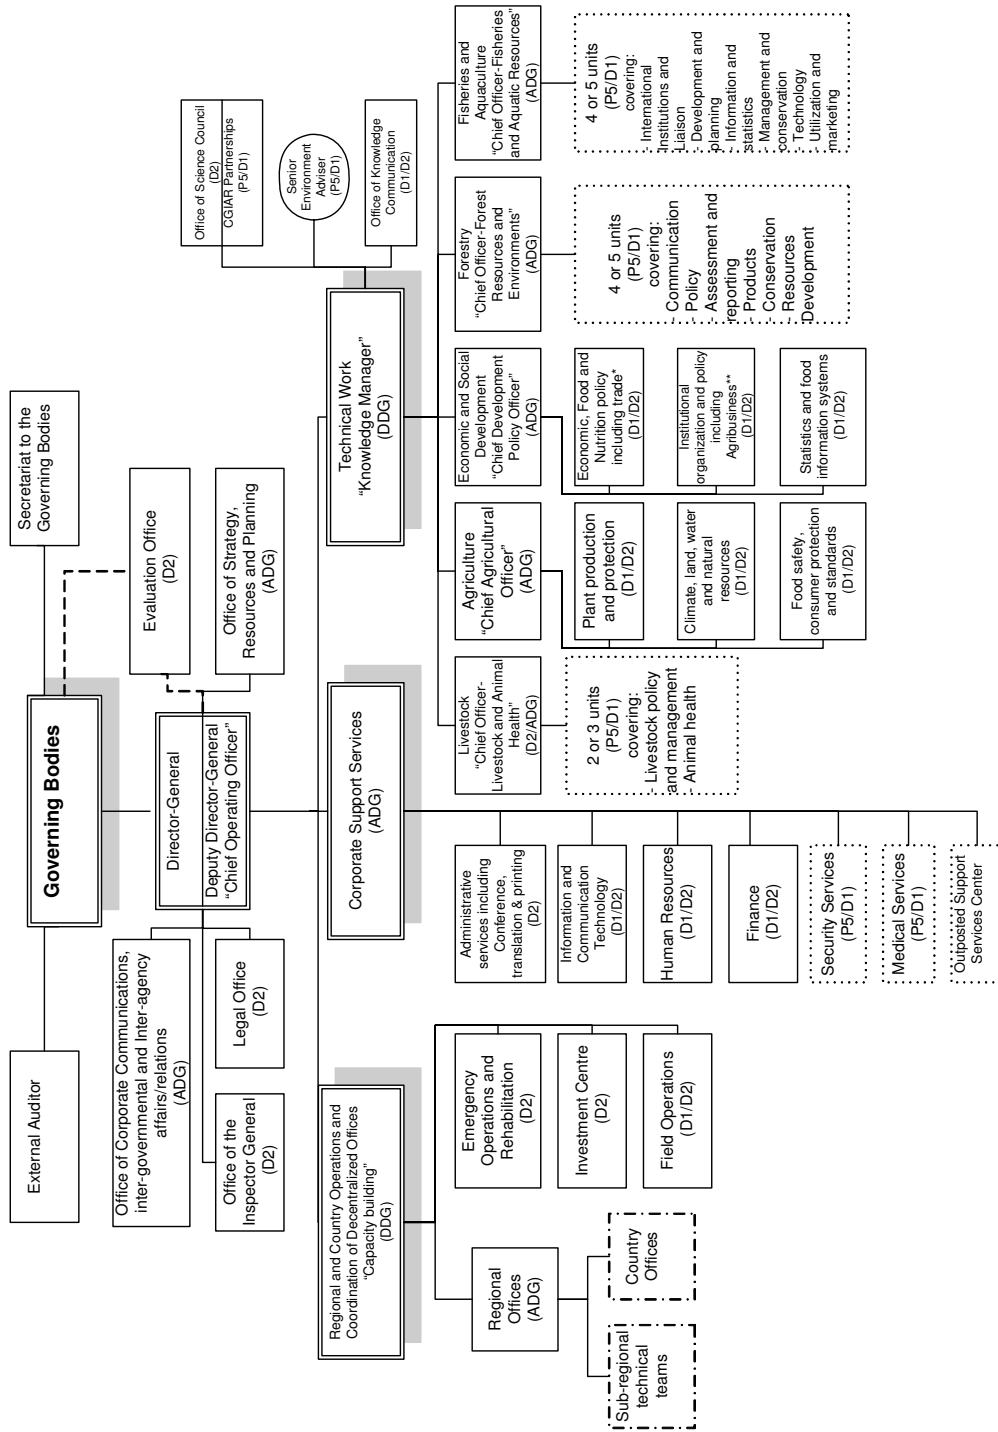 External Auditor
Governing Bodies
Secretariat to the
Governing Bodies
Office of Corporate Communications,
inter-governmental and Inter-agency
affairs/relations
(ADG)
Office of the
Inspector General
(D2)
Legal Office
(D2)
Director-General
Deputy Director-General
“Chief Operating Officer”
Evaluation Office
(D2)
Office of Strategy,
Resources and Planning
(ADG)
Office of Science Council
(D2)
CGIAR Partnerships
(P5/D1)
Senior
Environment
Adviser
(P5/D1)
Office of Knowledge
Communication
(D1/D2)
Regional and Country Operations and
Coordination of Decentralized Offices
“Capacity building”
(DDG)
Corporate Support Services
(ADG)
Technical Work
“Knowledge Manager”
(DDG)
Regional
Offices
(ADG)
Sub-regional
technical
teams
Country
Offices
Emergency
Operations and
Rehabilitation
(D2)
Investment Centre
(D2)
Field Operations
(D1/D2)
Administrative
services including
Conference,
translation & printing
(D2)
Information and
Communication
Technology
(D1/D2)
Human Resources
(D1/D2)
Finance
(D1/D2)
Security Services
(P5/D1)
Medical Services
(P5/D1)
Outposted Support
Services Center
Livestock
“Chief Officer-
Livestock and Animal
Health”
(D2/ADG)
2 or 3 units
(P5/D1)
covering:
- Livestock policy
and management
- Animal health
Agriculture
“Chief Agricultural
Officer”
(ADG)
Plant production
and protection
(D1/D2)
Climate, land, water
and natural
resources
(D1/D2)
Food safety,
consumer protection
and standards
(D1/D2)
Economic and Social
Development
“Chief Development
Policy Officer”
(ADG)
Economic, Food and
Nutrition policy
including trade*
(D1/D2)
Institutional
organization and policy
including
Agribusiness**
(D1/D2)
Statistics and food
information systems
(D1/D2)
Forestry
“Chief Officer-Forest
Resources and
Environments”
(ADG)
4 or 5 units
(P5/D1)
covering:
- Communication
- Policy
- Assessment and
reporting
- Products
- Conservation
- Resources
Development
Fisheries and
Aquaculture
“Chief Officer-Fisheries
and Aquatic Resources”
(ADG)
4 or 5 units
(P5/D1)
covering:
- International
Institutions and
Liaison
- Development and
planning
- Information and
statistics
- Management and
conservation
- Technology
- Utilization and
marketing